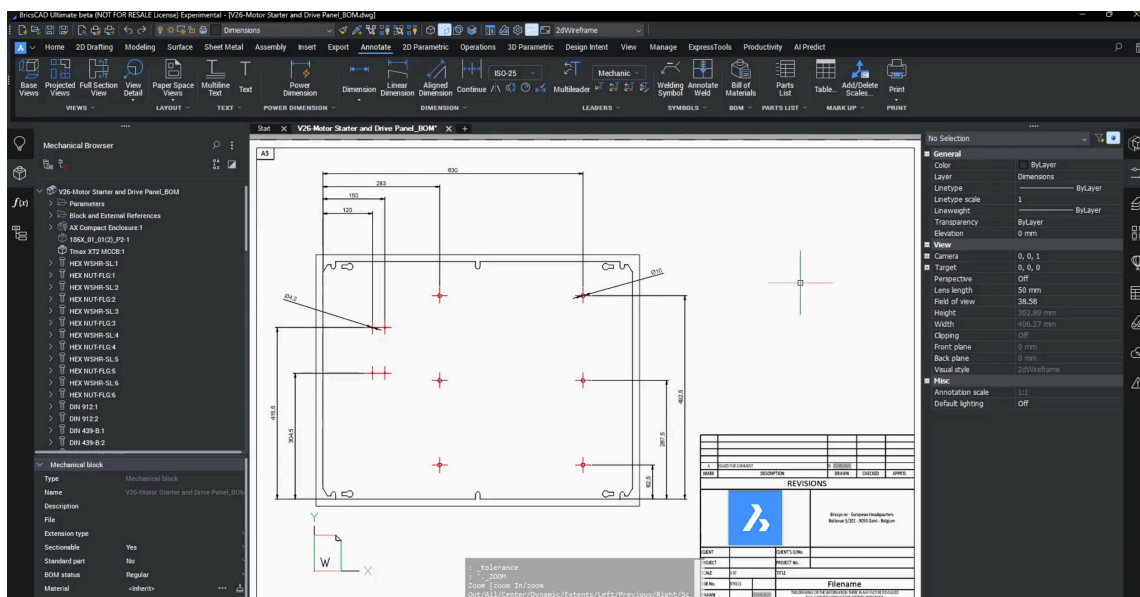 BricsCAD Ultimate beta (NOT FOR RESALE License) Experimental - [V26-Motor Starter and Drive Panel_BOM.dwg]
Dimensions
2dWireframe
Home 2D Drafting Modeling Surface Sheet Metal Assembly Insert Export Annotate 2D Parametric Operations 3D Parametric Design Intent View Manage ExpressTools Productivity AI Predict
ISO-25
Mechanic
Base Views
Projected Views
Full Section View
View Detail
Paper Space Views
Multiline Text
Text
Power Dimension
Dimension
Linear Dimension
Aligned Dimension
Continue
Multileader
Welding Symbol
Annotate Weld
Bill of Materials
Parts List
Table...
Add/Delete Scales...
Print
VIEWS LAYOUT TEXT POWER DIMENSION DIMENSION LEADERS SYMBOLS BOM PARTS LIST MARK UP PRINT
Start V26-Motor Starter and Drive Panel_BOM*
Mechanical Browser
V26-Motor Starter and Drive Panel_BOM
Parameters
Block and External References
AX Compact Enclosure:1
186X_01_01(2)_P2-1
Tmax XT2 MCCB:1
HEX WSHR-SL:1
HEX NUT-FLG:1
HEX WSHR-SL:2
HEX NUT-FLG:2
HEX WSHR-SL:3
HEX NUT-FLG:3
HEX WSHR-SL:4
HEX NUT-FLG:4
HEX WSHR-SL:5
HEX NUT-FLG:5
HEX WSHR-SL:6
HEX NUT-FLG:6
DIN 912:1
DIN 912:2
DIN 439-B:1
DIN 439-B:2
Mechanical block
Type Mechanical block
Name V26-Motor Starter and Drive Panel_BOM
Description
File
Extension type
Sectionable Yes
Standard part No
BOM status Regular
Material <Inherit>
A3
630
283
150
120
Ø10
Ø4,2
415,5
304,5
492,5
287,5
82,5
Y
W
X
: _tolerance
: '._ZOOM
Zoom [zoom In/zoom
Out/All/Center/Dynamic/Extents/Left/Previous/Right/Sc
A ISSUED FOR COMMENT
MARK DESCRIPTION DRAWN CHECKED APPR'D.
REVISIONS
Bricsys nv - European Headquarters
Bellevue 5/201 - 9050 Gent - Belgium
CLIENT CLIENT'S O/No.
PROJECT PROJECT No.
SCALE TITLE
JOB No.
Filename
DRAWN
No Selection
General
Color ByLayer
Layer Dimensions
Linetype ByLayer
Linetype scale 1
Lineweight ByLayer
Transparency ByLayer
Elevation 0 mm
View
Camera 0, 0, 1
Target 0, 0, 0
Perspective Off
Lens length 50 mm
Field of view 38.58
Height 302.89 mm
Width 406.27 mm
Clipping Off
Front plane 0 mm
Back plane 0 mm
Visual style 2dWireframe
Misc
Annotation scale 1:1
Default lighting Off